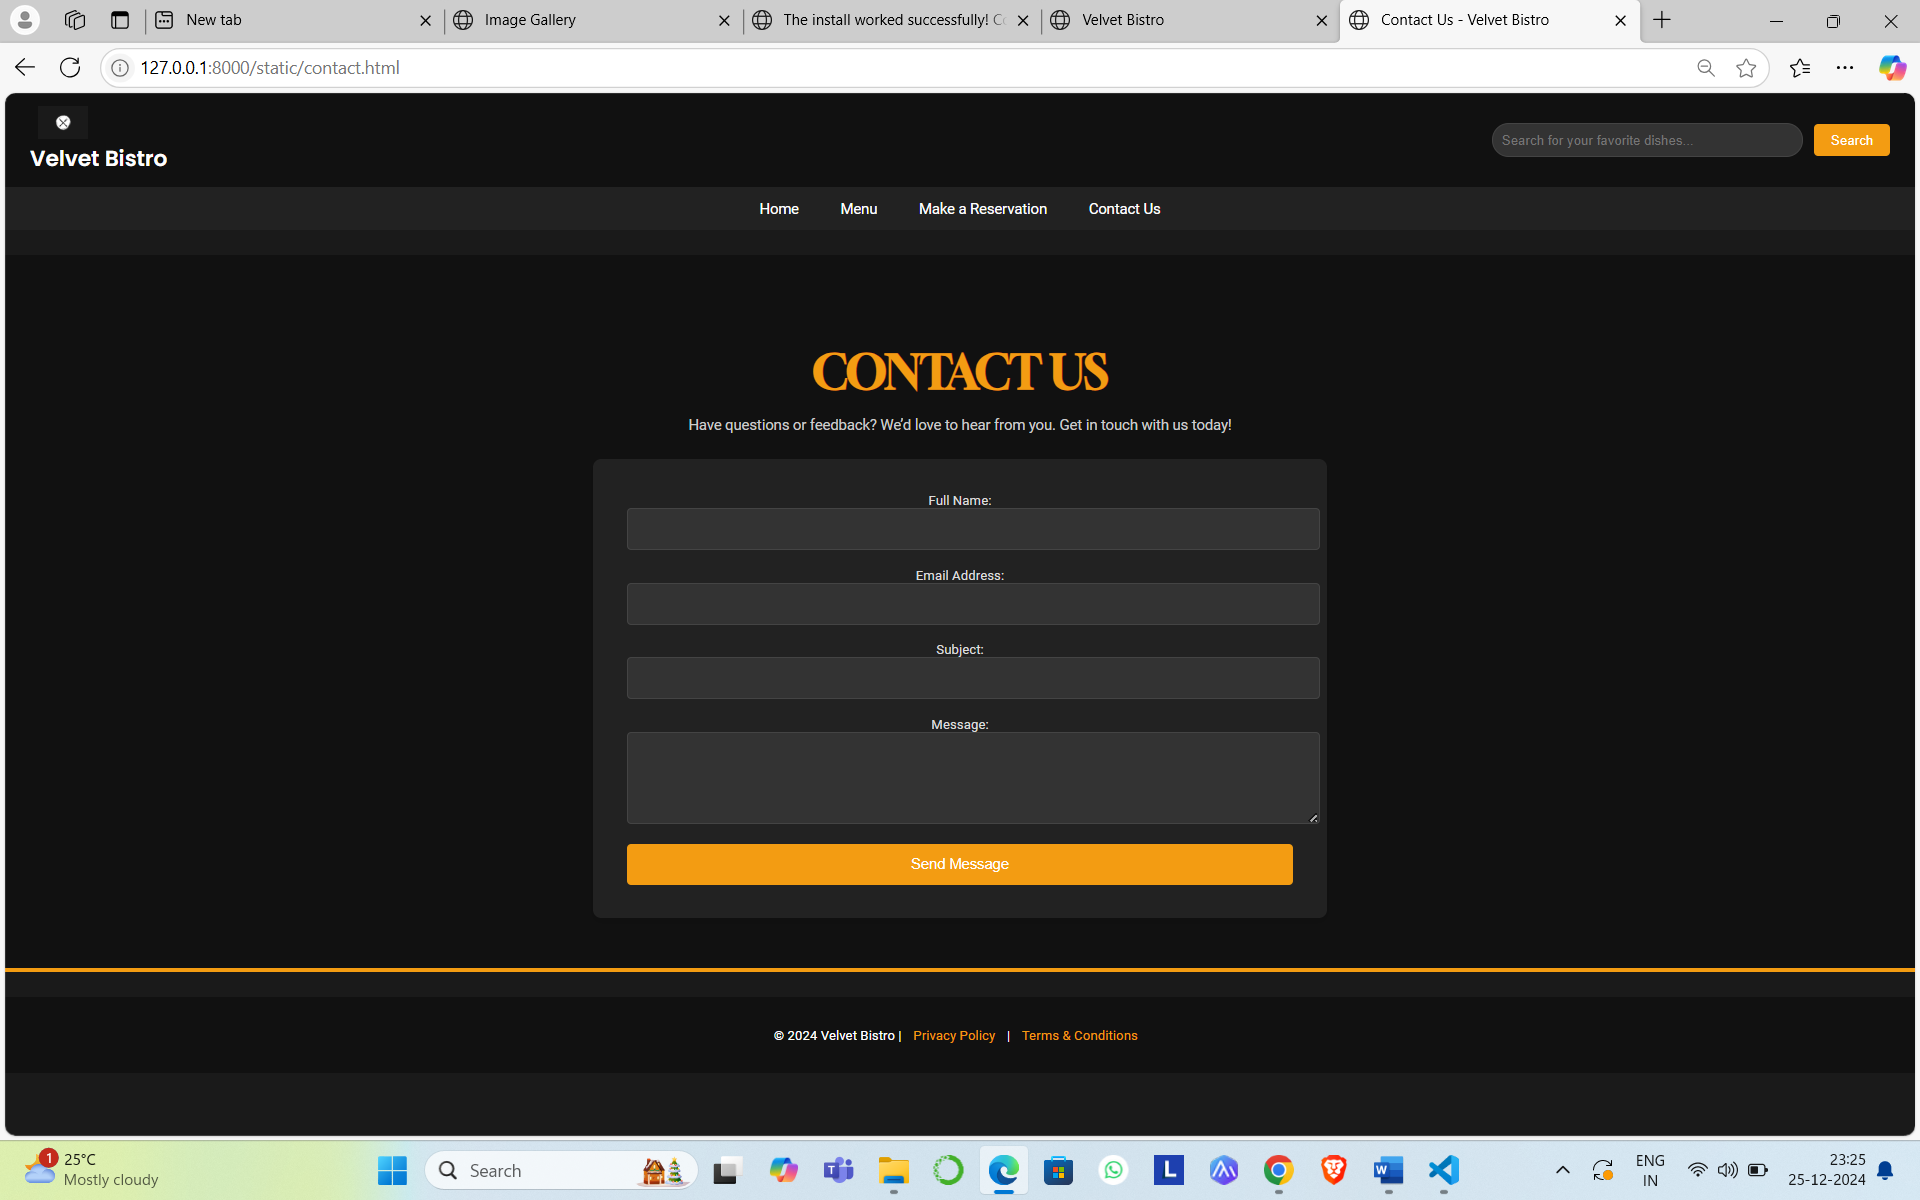 New tab
Image Gallery
The install worked successfully! Co
Velvet Bistro
Contact Us - Velvet Bistro
127.0.0.1:8000/static/contact.html
Velvet Bistro
Search for your favorite dishes...
Search
Home Menu Make a Reservation Contact Us
CONTACT US
Have questions or feedback? We’d love to hear from you. Get in touch with us today!
Full Name:
Email Address:
Subject:
Message:
Send Message
© 2024 Velvet Bistro | Privacy Policy | Terms & Conditions
1
25°C
Mostly cloudy
Search
L
W
ENG
IN
23:25
25-12-2024